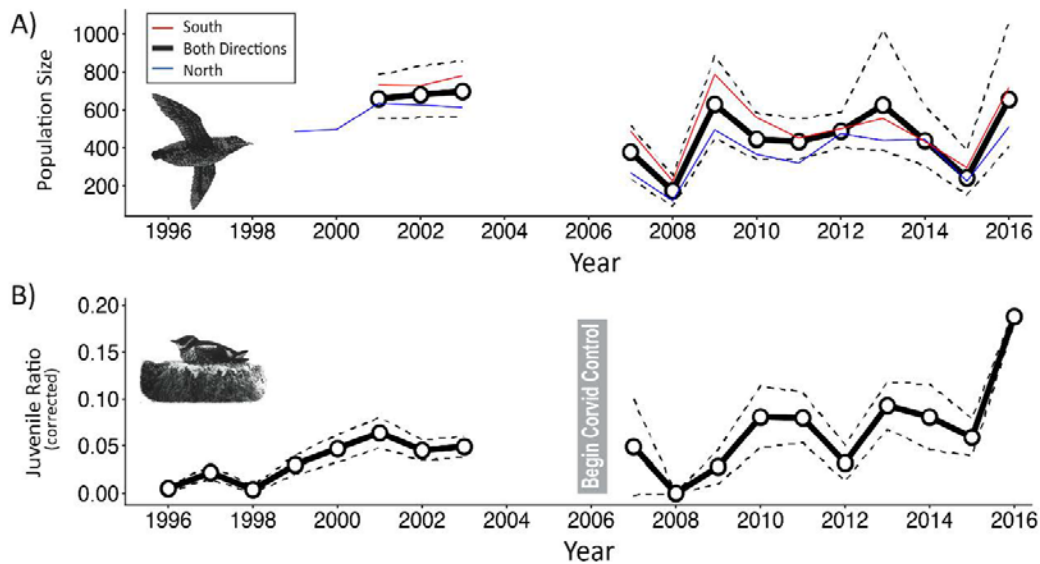 A)
Population Size
1000
800
600
400
200
South
Both Directions
North
1996 1998 2000 2002 2004 2006 2008 2010 2012 2014 2016
Year
B)
Juvenile Ratio
(corrected)
0.20
0.15
0.10
0.05
0.00
Begin Corvid Control
1996 1998 2000 2002 2004 2006 2008 2010 2012 2014 2016
Year